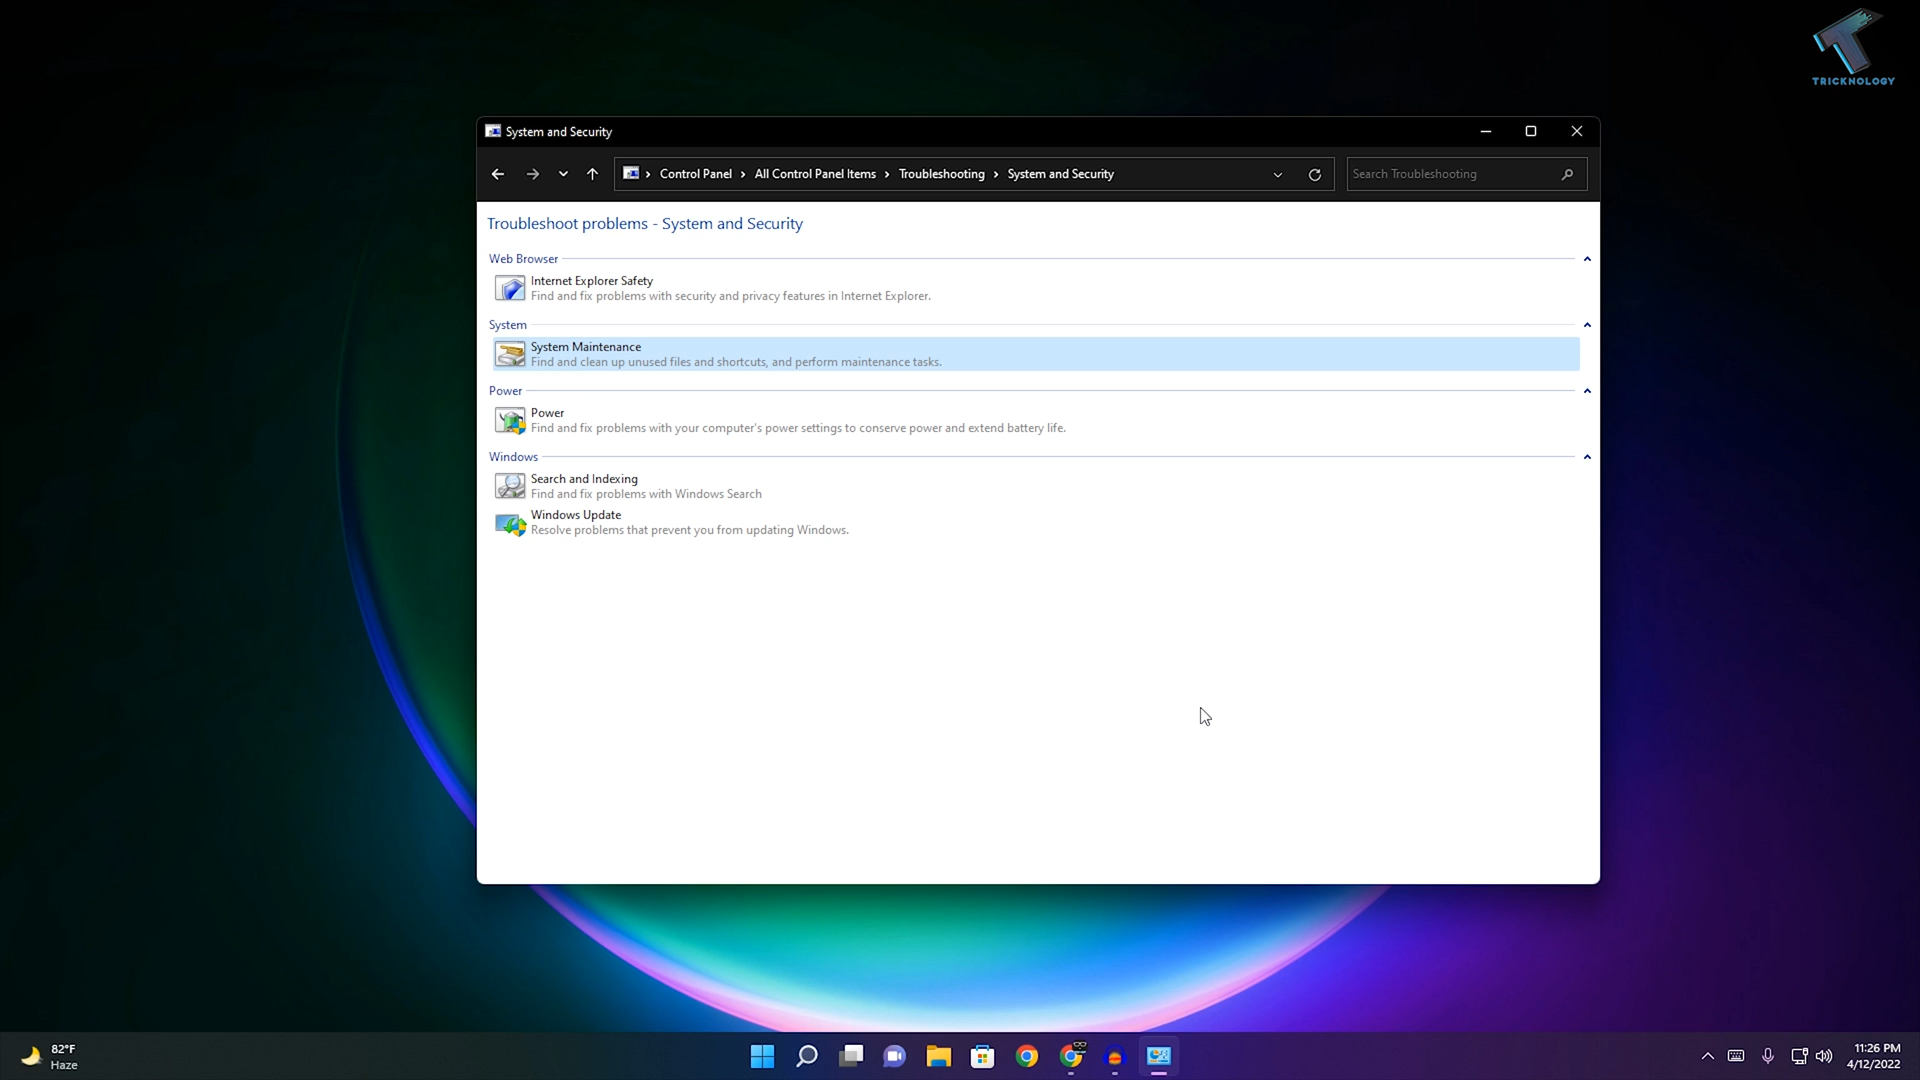 TRICKNOLOGY
System and Security
Control Panel > All Control Panel Items > Troubleshooting > System and Security
Search Troubleshooting
Troubleshoot problems - System and Security
Web Browser
Internet Explorer Safety
Find and fix problems with security and privacy features in Internet Explorer.
System
System Maintenance
Find and clean up unused files and shortcuts, and perform maintenance tasks.
Power
Power
Find and fix problems with your computer's power settings to conserve power and extend battery life.
Windows
Search and Indexing
Find and fix problems with Windows Search
Windows Update
Resolve problems that prevent you from updating Windows.
82°F
Haze
11:26 PM
4/12/2022